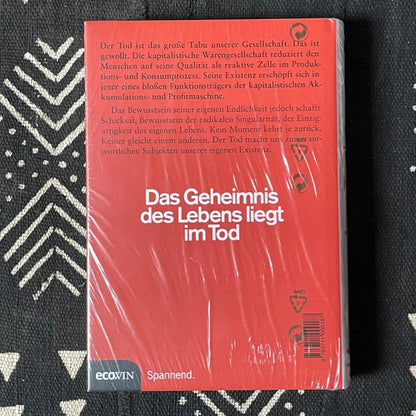 Der Tod ist das große Tabu unserer Gesellschaft. Das ist
gewollt. Die kapitalistische Warengesellschaft reduziert den
Menschen auf seine Qualität als reaktive Zelle im Produk-
tions- und Konsumprozess. Seine Existenz erschöpft sich in
jener eines bloßen Funktionsträgers der kapitalistischen Ak-
kumulations- und Profitmaschine.
Das Bewusstsein seiner eigenen Endlichkeit jedoch schafft
Schicksal, Bewusstsein der radikalen Singularität, der Einzig-
artigkeit des eigenen Lebens. Kein Moment kehrt je zurück.
Keiner gleicht einem anderen. Der Tod macht uns zu verant-
wortlichen Subjekten unserer eigenen Existenz.
Das Geheimnis
des Lebens liegt
im Tod
ecoWIN
Spannend.